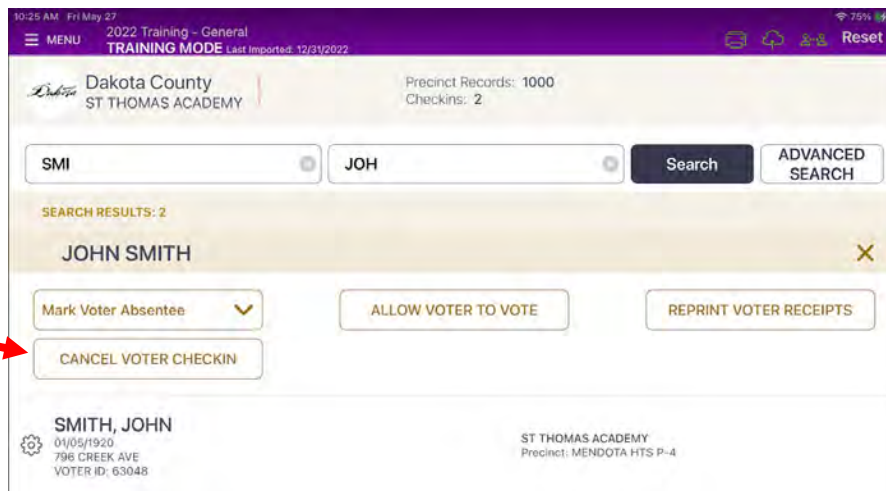 10:25 AM Fri May 27
75%
MENU
2022 Training - General
TRAINING MODE Last Imported: 12/31/2022
Reset
Dakota
Dakota County
ST THOMAS ACADEMY
Precinct Records: 1000
Checkins: 2
SMI
JOH
Search
ADVANCED
SEARCH
SEARCH RESULTS: 2
JOHN SMITH
Mark Voter Absentee
ALLOW VOTER TO VOTE
REPRINT VOTER RECEIPTS
CANCEL VOTER CHECKIN
SMITH, JOHN
01/05/1920
796 CREEK AVE
VOTER ID: 63048
ST THOMAS ACADEMY
Precinct: MENDOTA HTS P-4